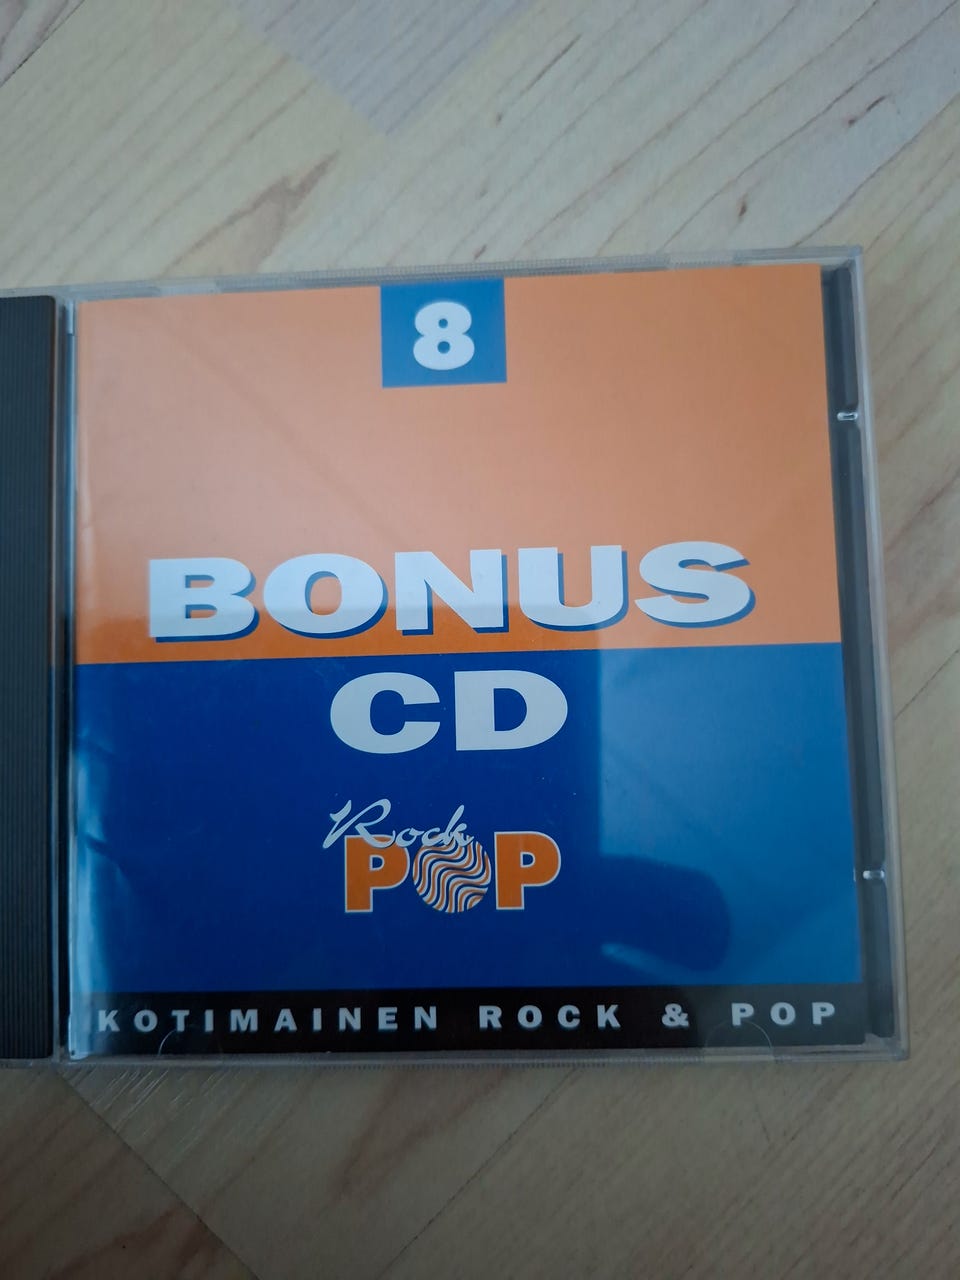 8
BONUS
CD
Rock
POP
KOTIMAINEN ROCK & POP